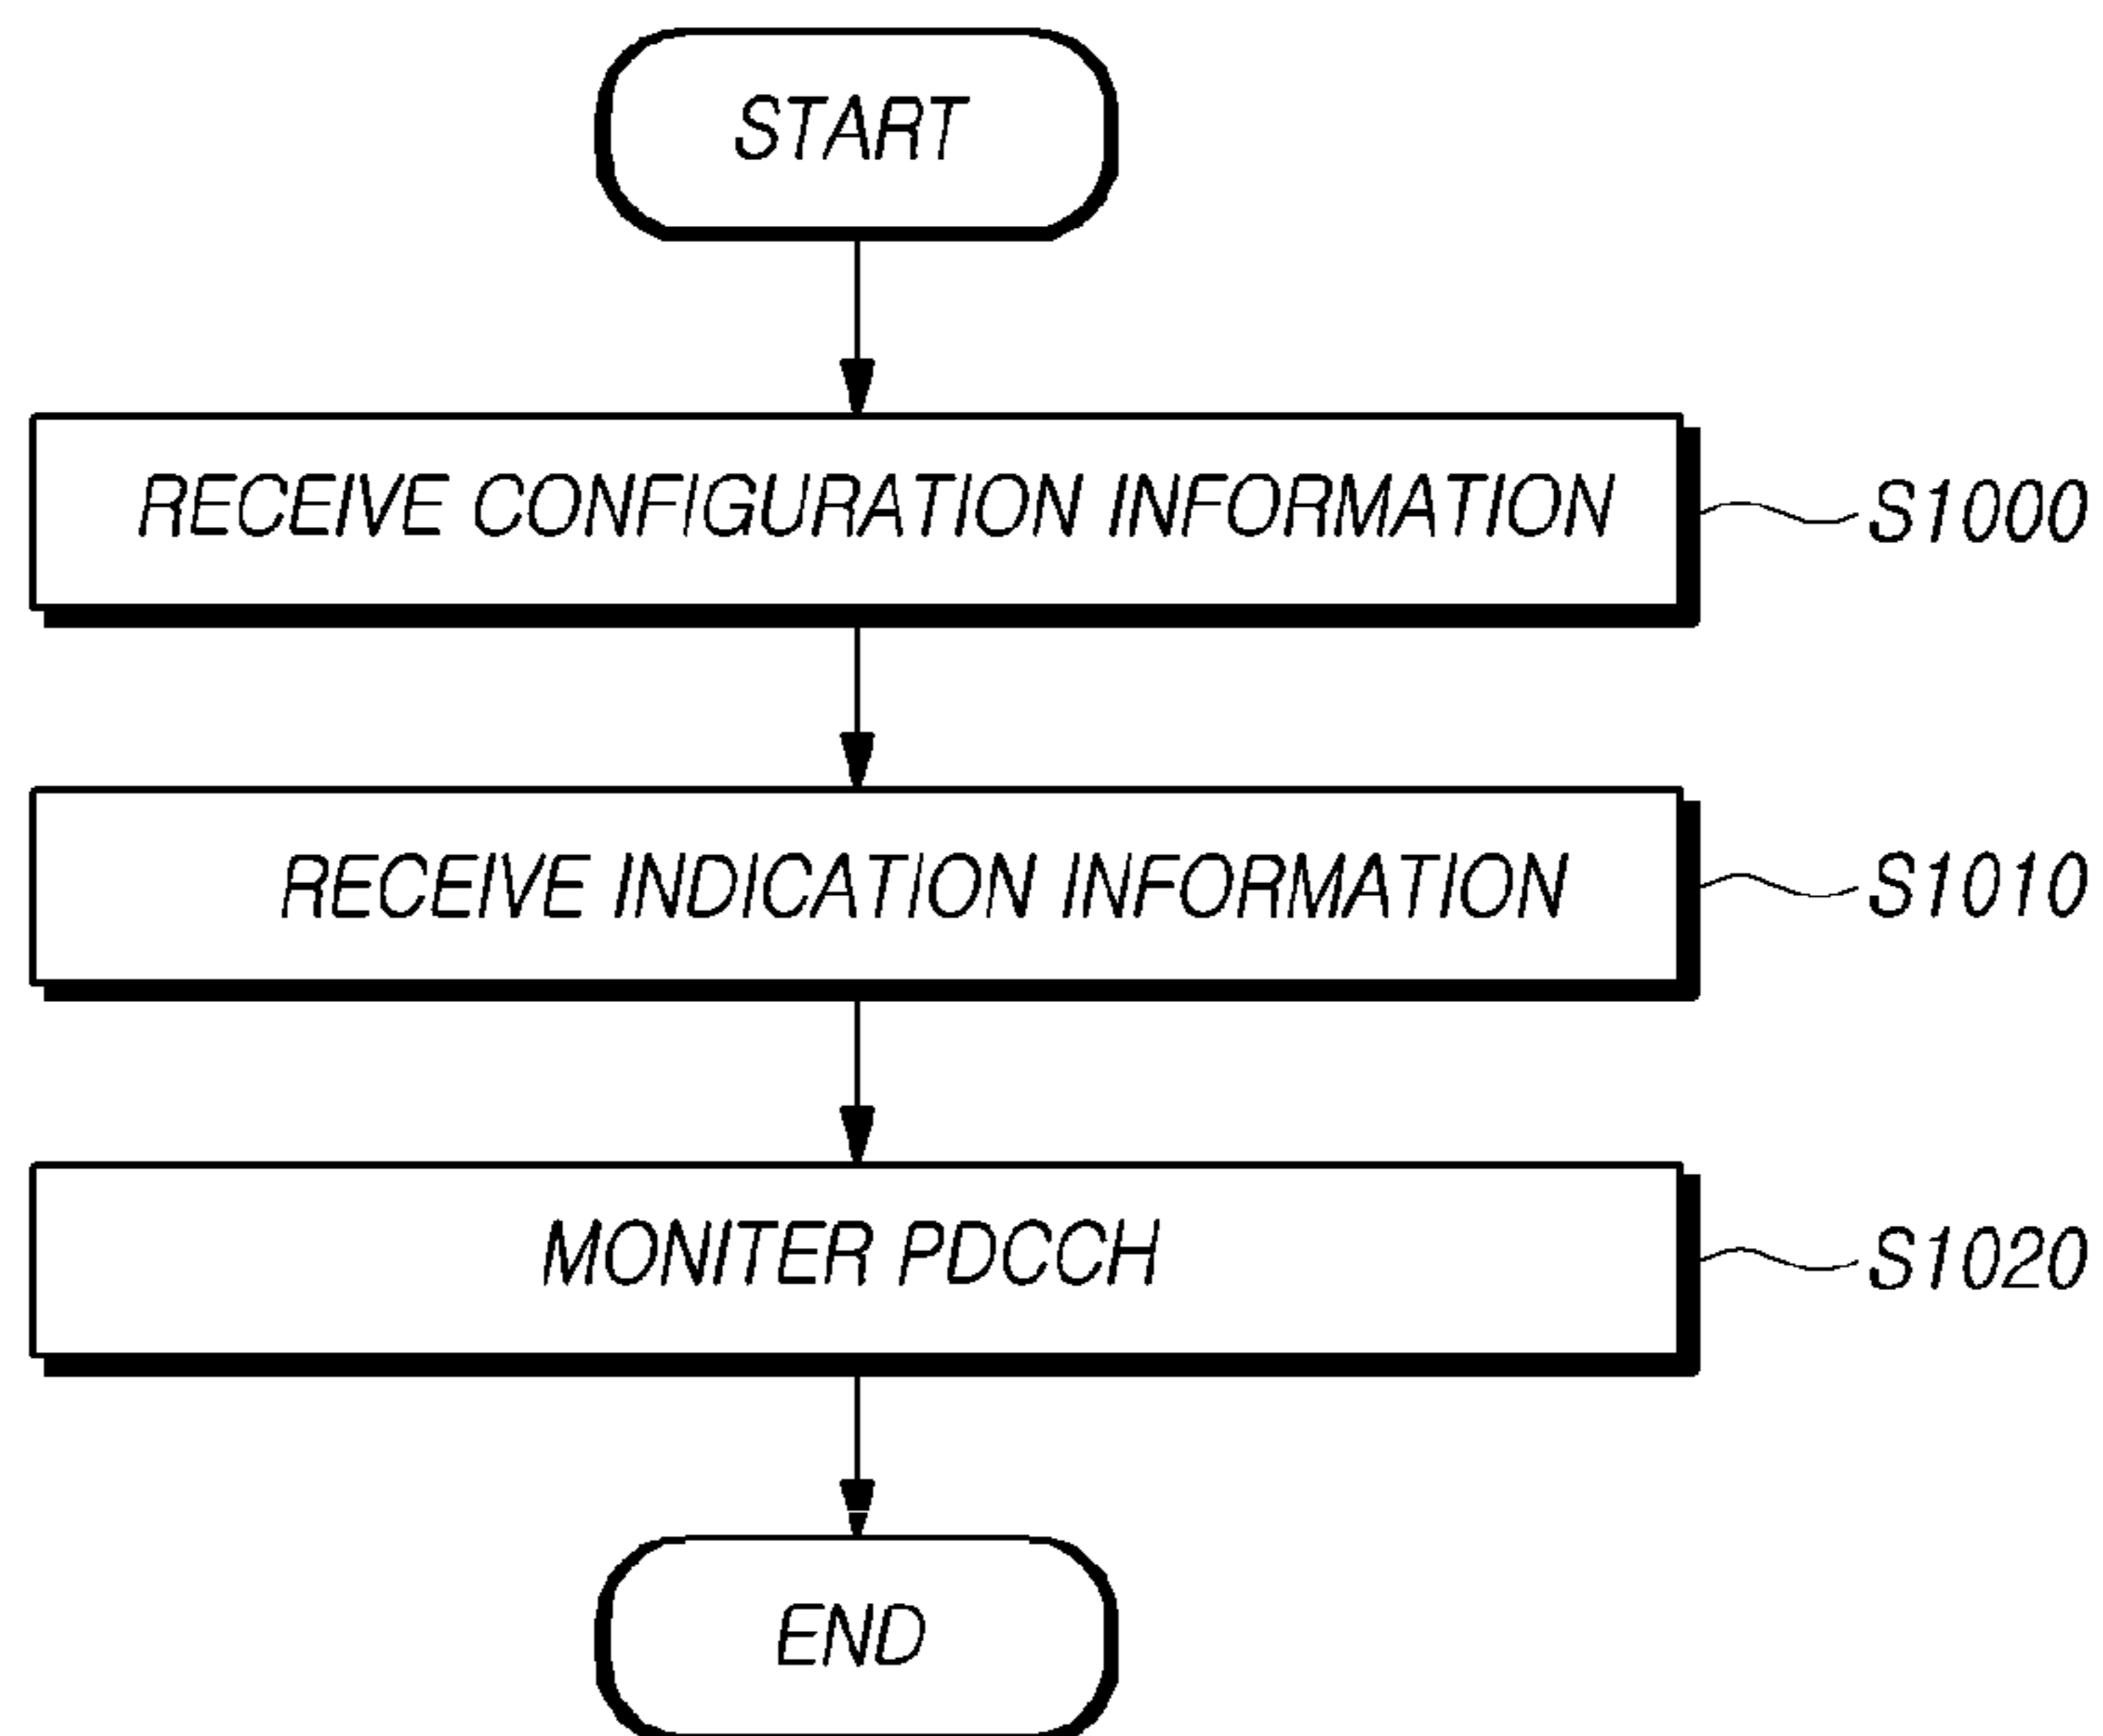 START
RECEIVE CONFIGURATION INFORMATION
S1000
RECEIVE INDICATION INFORMATION
S1010
MONITER PDCCH
S1020
END